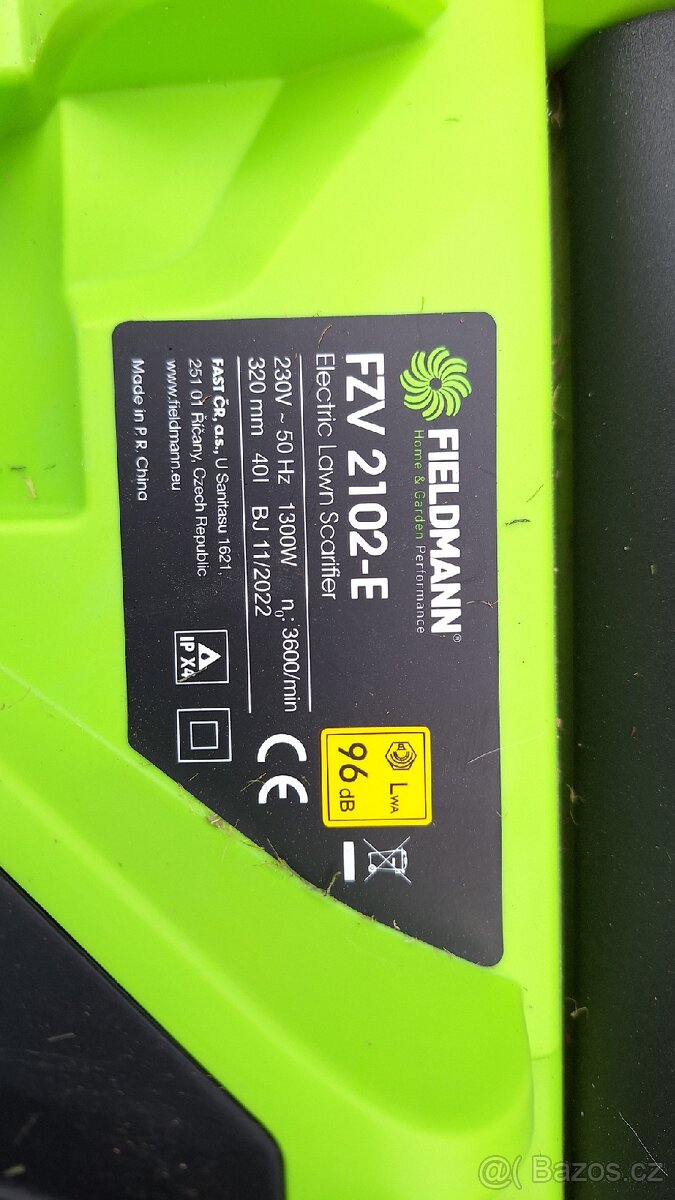 FIELDMANN®
Home & Garden Performance
FZV 2102-E
Electric Lawn Scarifier
230V ~ 50 Hz 1300W n₀: 3600/min
320 mm 40l BJ 11/2022
FAST ČR, a.s., U Sanitasu 1621,
251 01 Říčany, Czech Republic
www.fieldmann.eu
Made in P. R. China
IP X4
LWA
96 dB
CE
@( Bazos.cz